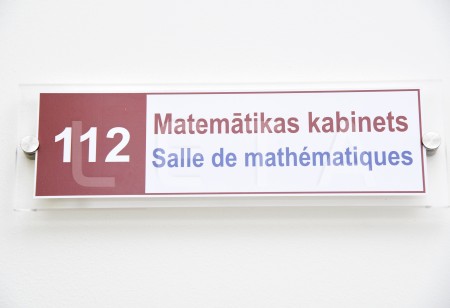 112
Matemātikas kabinets
Salle de mathématiques